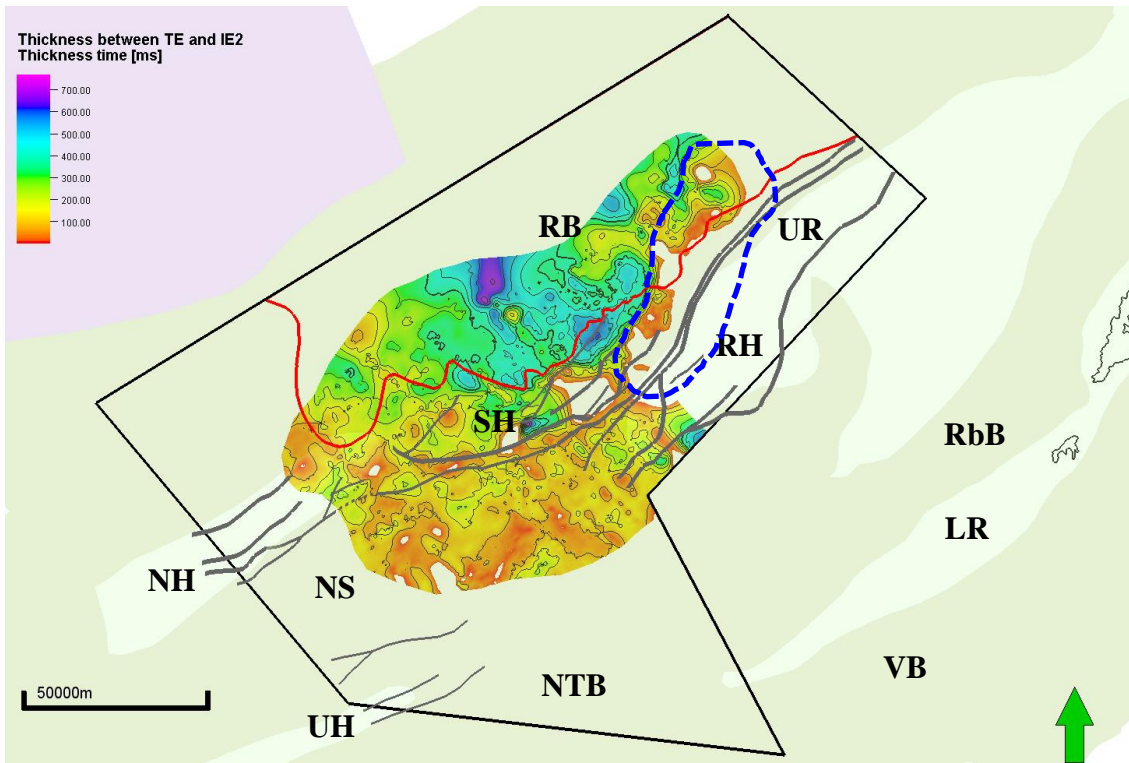 Thickness between TE and IE2
Thickness time [ms]
700.00
600.00
500.00
400.00
300.00
200.00
100.00
RB
UR
RH
SH
RbB
LR
NH
NS
VB
NTB
50000m
UH